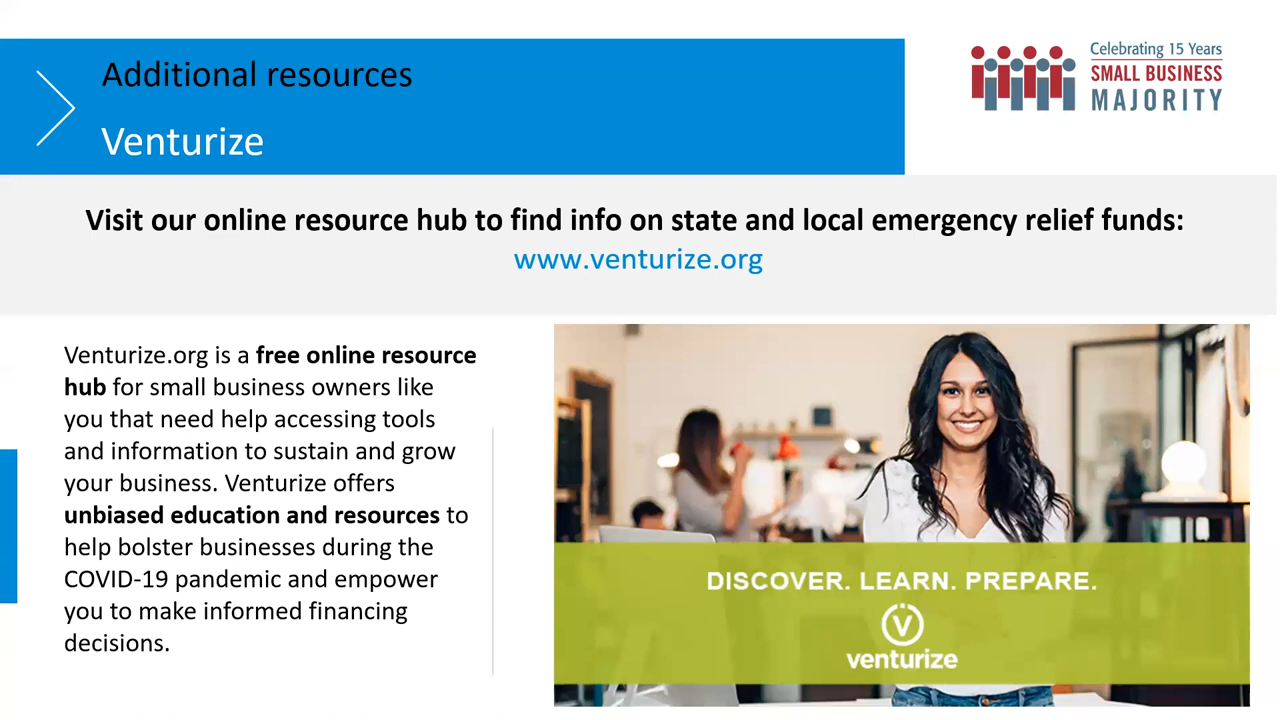 Additional resources
Venturize
Celebrating 15 Years
SMALL BUSINESS
MAJORITY
Visit our online resource hub to find info on state and local emergency relief funds:
www.venturize.org
Venturize.org is a free online resource
hub for small business owners like
you that need help accessing tools
and information to sustain and grow
your business. Venturize offers
unbiased education and resources to
help bolster businesses during the
COVID-19 pandemic and empower
you to make informed financing
decisions.
DISCOVER. LEARN. PREPARE.
venturize